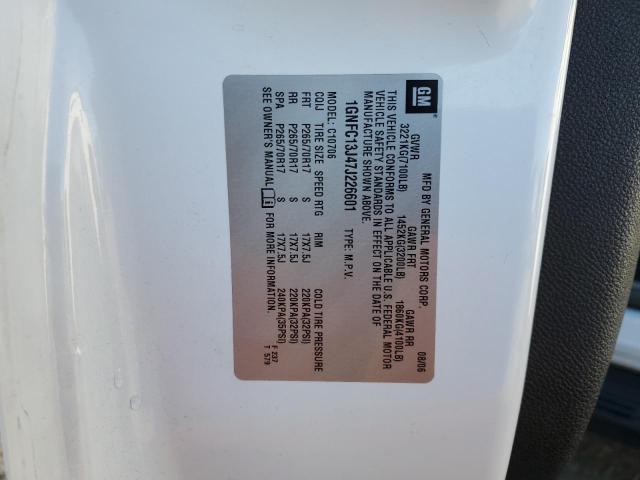 GM
MFD BY GENERAL MOTORS CORP. 08/06
GVWR GAWR FRT GAWR RR
3221KG(7100LB) 1452KG(3200LB) 1860KG(4100LB)
THIS VEHICLE CONFORMS TO ALL APPLICABLE U.S. FEDERAL MOTOR
VEHICLE SAFETY STANDARDS IN EFFECT ON THE DATE OF
MANUFACTURE SHOWN ABOVE.
1GNFC13J47J226601 TYPE: M.P.V.
MODEL: C10706
COLV TIRE SIZE SPEED RTG RIM COLD TIRE PRESSURE
FRT P265/70R17 S 17X7.5J 220KPA(32PSI)
RR P265/70R17 S 17X7.5J 220KPA(32PSI)
SPA P265/70R17 S 17X7.5J 240KPA(35PSI)
SEE OWNER'S MANUAL FOR MORE INFORMATION. F 237
T 579